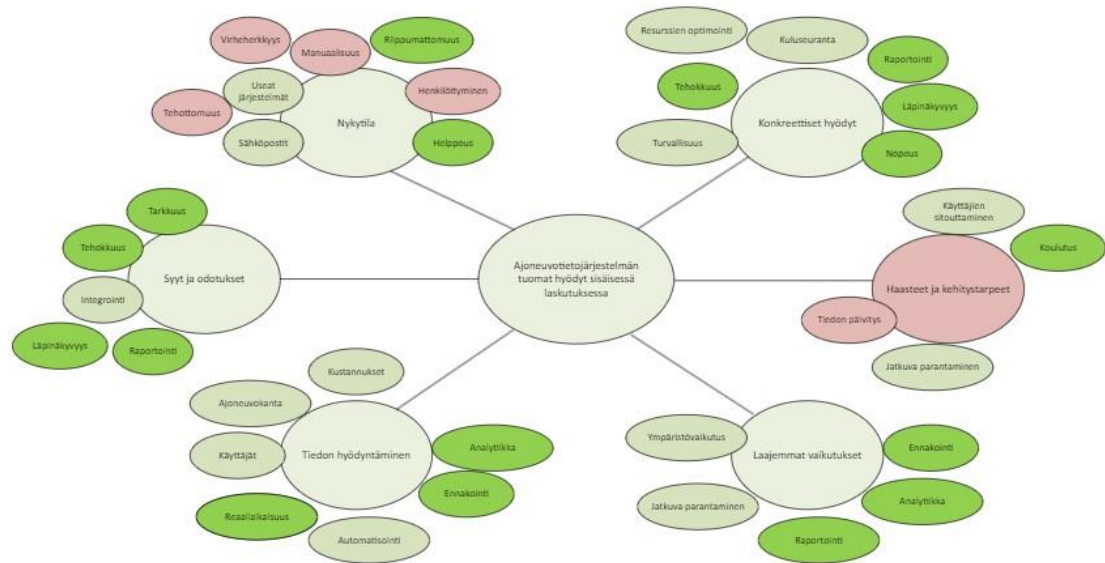 Virheherkkyys
Manuaalisuus
Riippumattomuus
Useat
järjestelmät
Henkilöittyminen
Tehottomuus
Nykytila
Sähköpostit
Helppous
Resurssien optimointi
Kuluseuranta
Raportointi
Tehokkuus
Läpinäkyvyys
Konkreettiset hyödyt
Turvallisuus
Nopeus
Tarkkuus
Tehokkuus
Syyt ja odotukset
Integrointi
Läpinäkyvyys
Raportointi
Ajoneuvotietojärjestelmän
tuomat hyödyt sisäisessä
laskutuksessa
Käyttäjien
sitouttaminen
Koulutus
Haasteet ja kehitystarpeet
Tiedon päivitys
Jatkuva parantaminen
Kustannukset
Ajoneuvokanta
Analytiikka
Käyttäjät
Tiedon hyödyntäminen
Ennakointi
Reaaliaikaisuus
Automatisointi
Ympäristövaikutus
Ennakointi
Laajemmat vaikutukset
Analytiikka
Jatkuva parantaminen
Raportointi